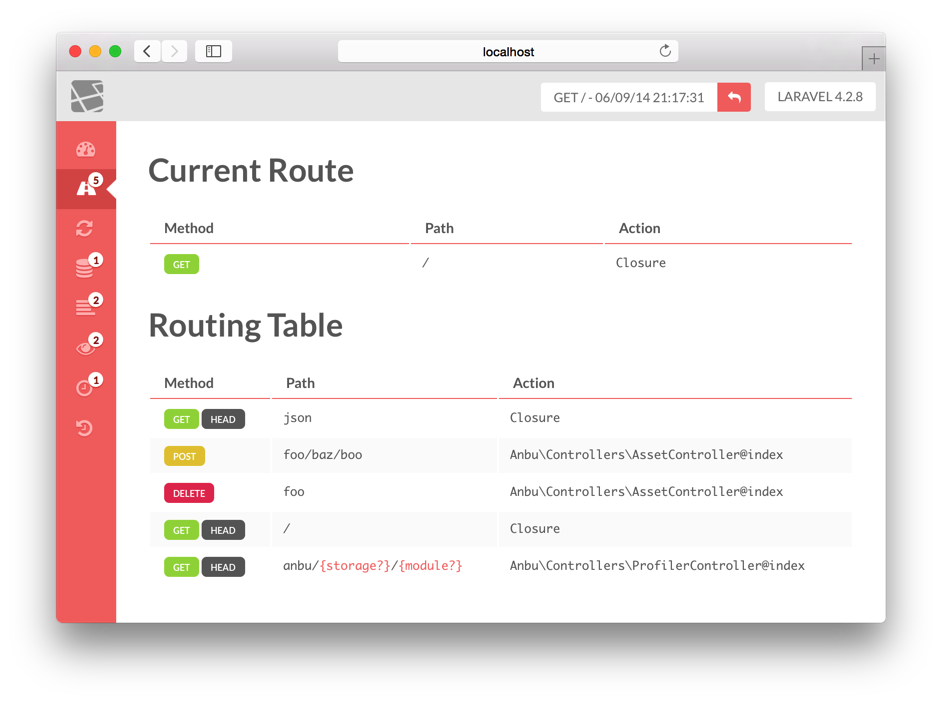 localhost
GET / - 06/09/14 21:17:31 LARAVEL 4.2.8
5
1
2
2
1
Current Route
Method Path Action
GET / Closure
Routing Table
Method Path Action
GET HEAD json Closure
POST foo/baz/boo Anbu\Controllers\AssetController@index
DELETE foo Anbu\Controllers\AssetController@index
GET HEAD / Closure
GET HEAD anbu/{storage?}/{module?} Anbu\Controllers\ProfilerController@index